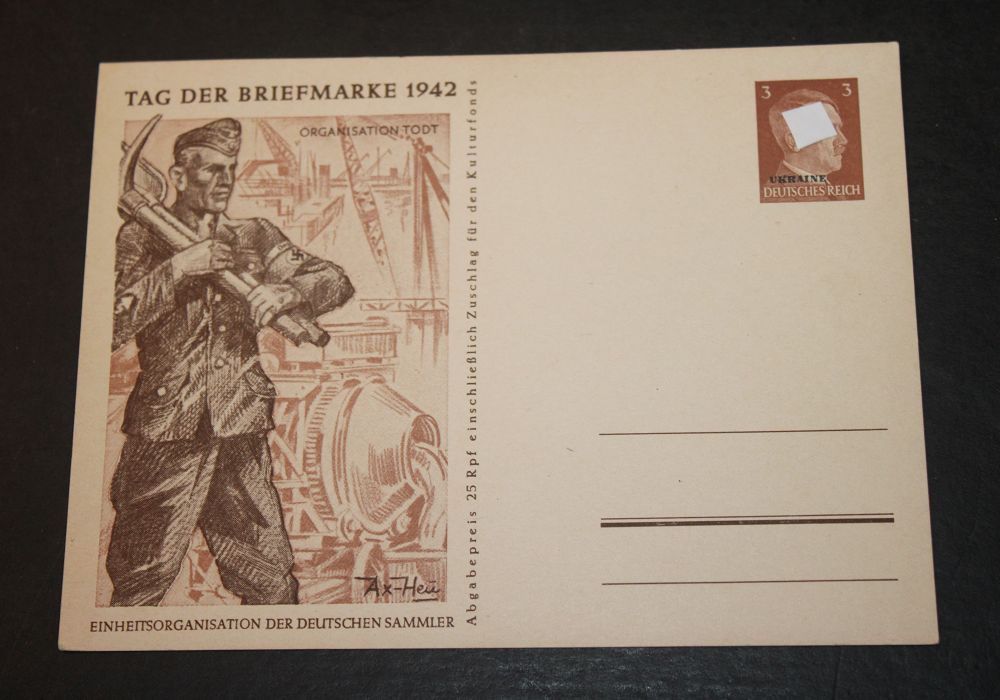 TAG DER BRIEFMARKE 1942
ORGANISATION TODT
Ax-Heu
EINHEITSORGANISATION DER DEUTSCHEN SAMMLER
Abgabepreis 25 Rpf einschließlich Zuschlag für den Kulturfonds
3 3
UKRAINE
DEUTSCHES REICH